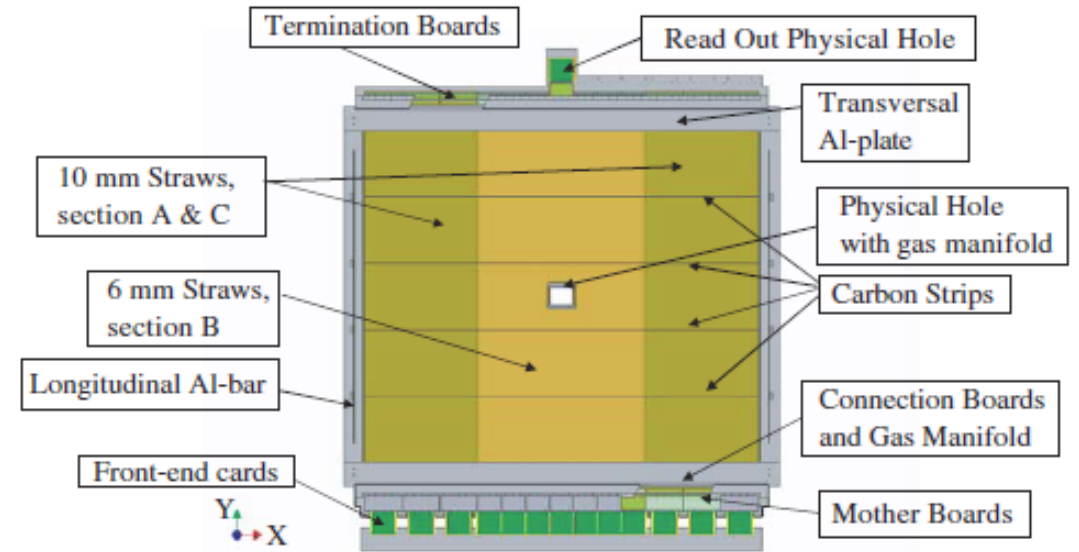 Termination Boards
Read Out Physical Hole
Transversal
Al-plate
10 mm Straws,
section A & C
Physical Hole
with gas manifold
6 mm Straws,
section B
Carbon Strips
Longitudinal Al-bar
Connection Boards
and Gas Manifold
Front-end cards
Mother Boards
Y
X